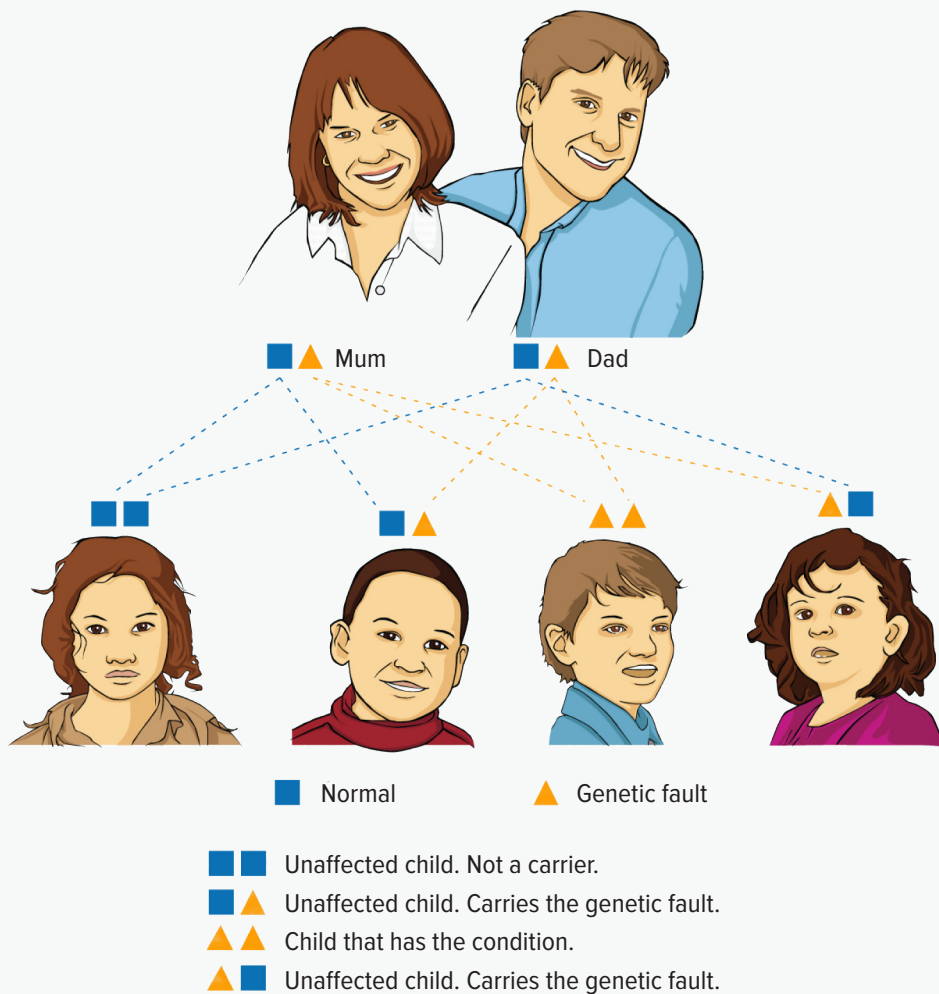 Mum
Dad
Normal
Genetic fault
Unaffected child. Not a carrier.
Unaffected child. Carries the genetic fault.
Child that has the condition.
Unaffected child. Carries the genetic fault.